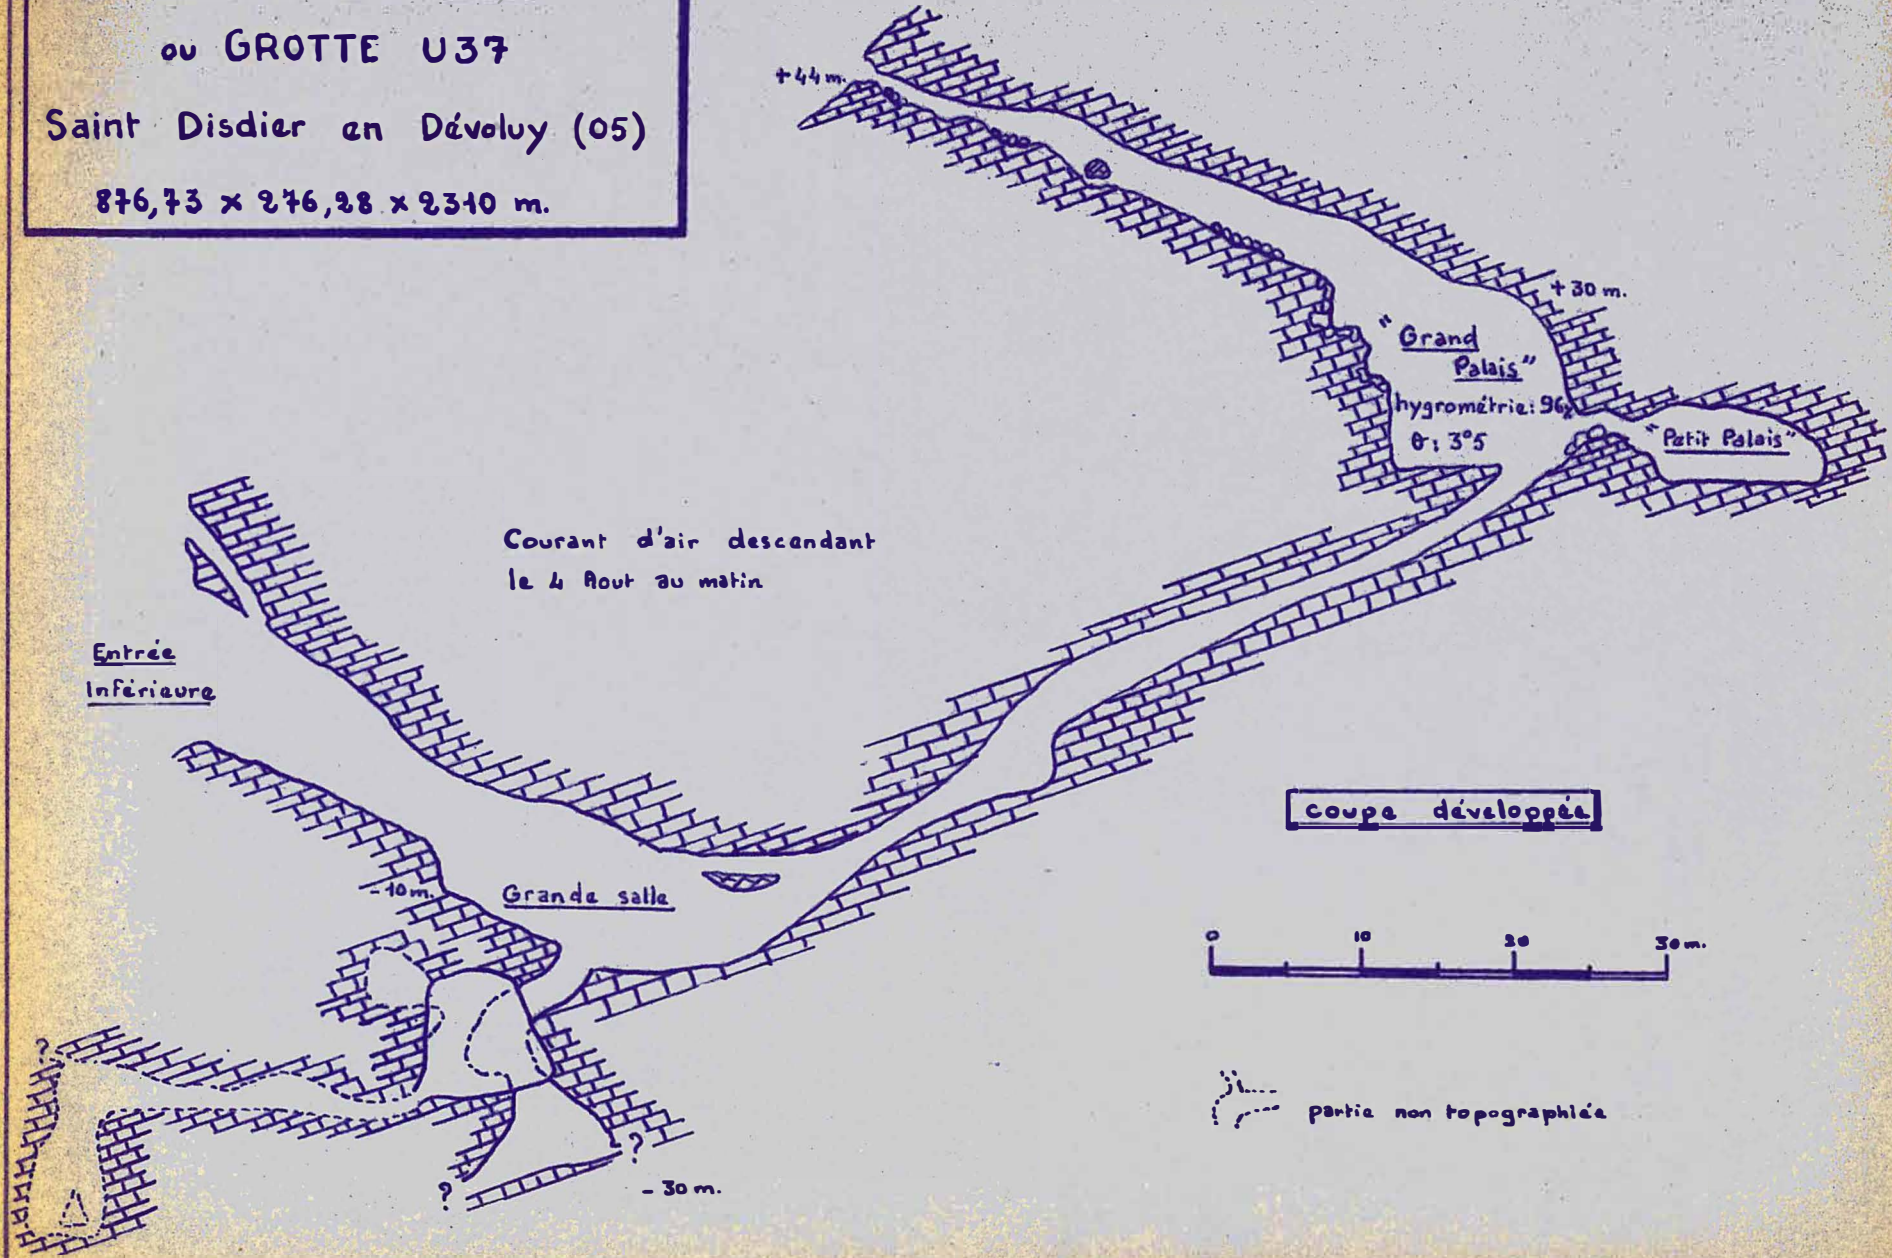 ou GROTTE U37
Saint Disdier en Dévoluy (05)
876,73 x 276,28 x 2310 m.
+44 m.
+30 m.
"Grand
Palais"
hygrométrie: 96%
θ: 3°5
"Petit Palais"
Courant d'air descendant
le 4 Aout au matin
Entrée
Inférieure
-10 m.
Grande salle
coupe développée
0 10 20 30 m.
partie non topographiée
?
?
?
- 30 m.